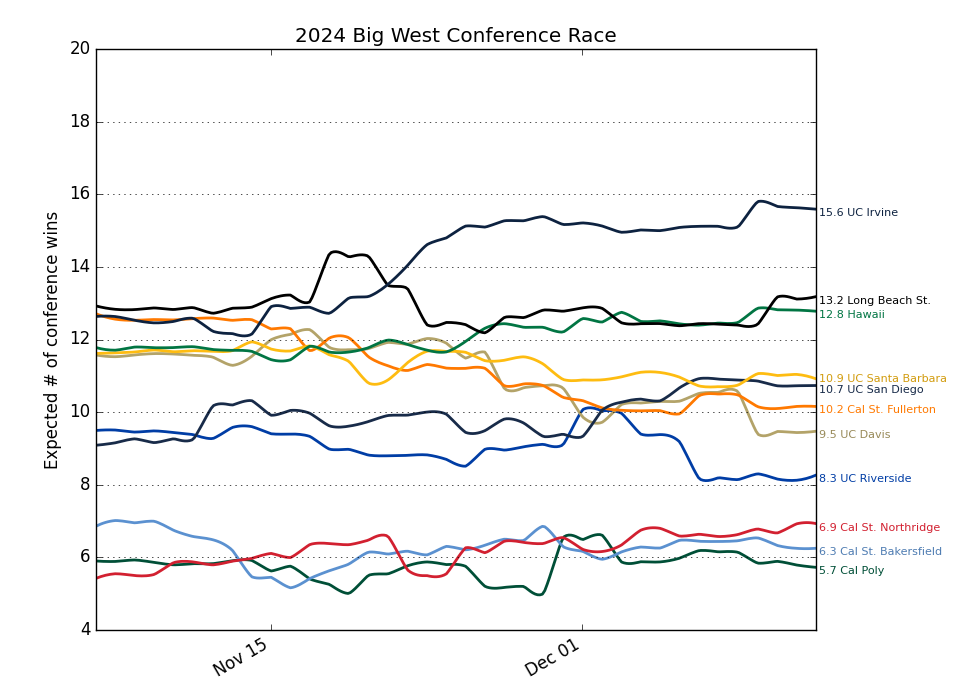 2024 Big West Conference Race
Expected # of conference wins
20
18
16
14
12
10
8
6
4
Nov 15
Dec 01
15.6 UC Irvine
13.2 Long Beach St.
12.8 Hawaii
10.9 UC Santa Barbara
10.7 UC San Diego
10.2 Cal St. Fullerton
9.5 UC Davis
8.3 UC Riverside
6.9 Cal St. Northridge
6.3 Cal St. Bakersfield
5.7 Cal Poly